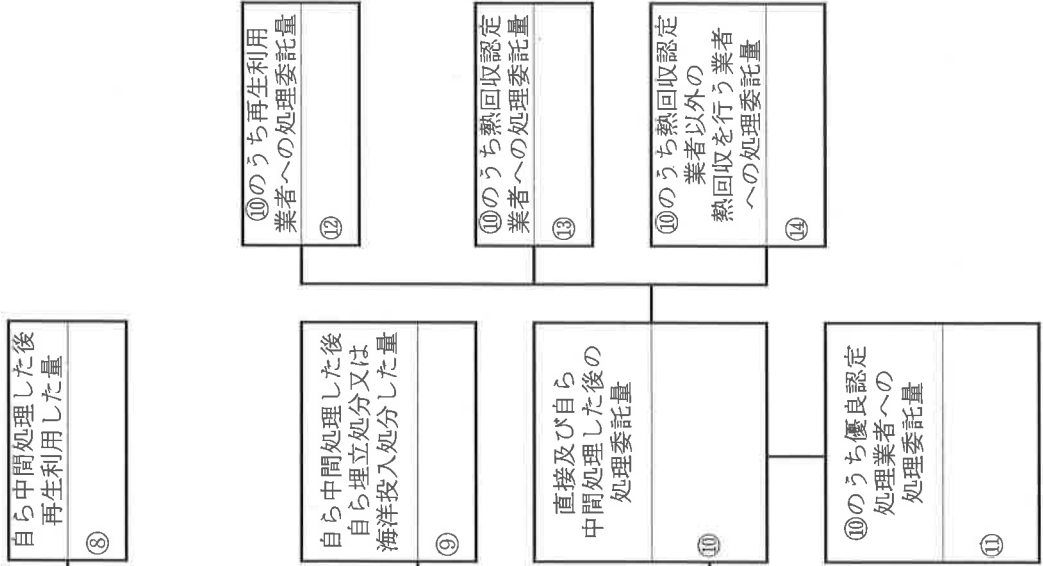 自ら中間処理した後
再生利用した量
⑧
自ら中間処理した後
自ら埋立処分又は
海洋投入処分した量
⑨
直接及び自ら
中間処理した後の
処理委託量
⑩
⑩のうち優良認定
処理業者への
処理委託量
⑪
⑩のうち再生利用
業者への処理委託量
⑫
⑩のうち熱回収認定
業者への処理委託量
⑬
⑩のうち熱回収認定
業者以外の
熱回収を行う業者
への処理委託量
⑭